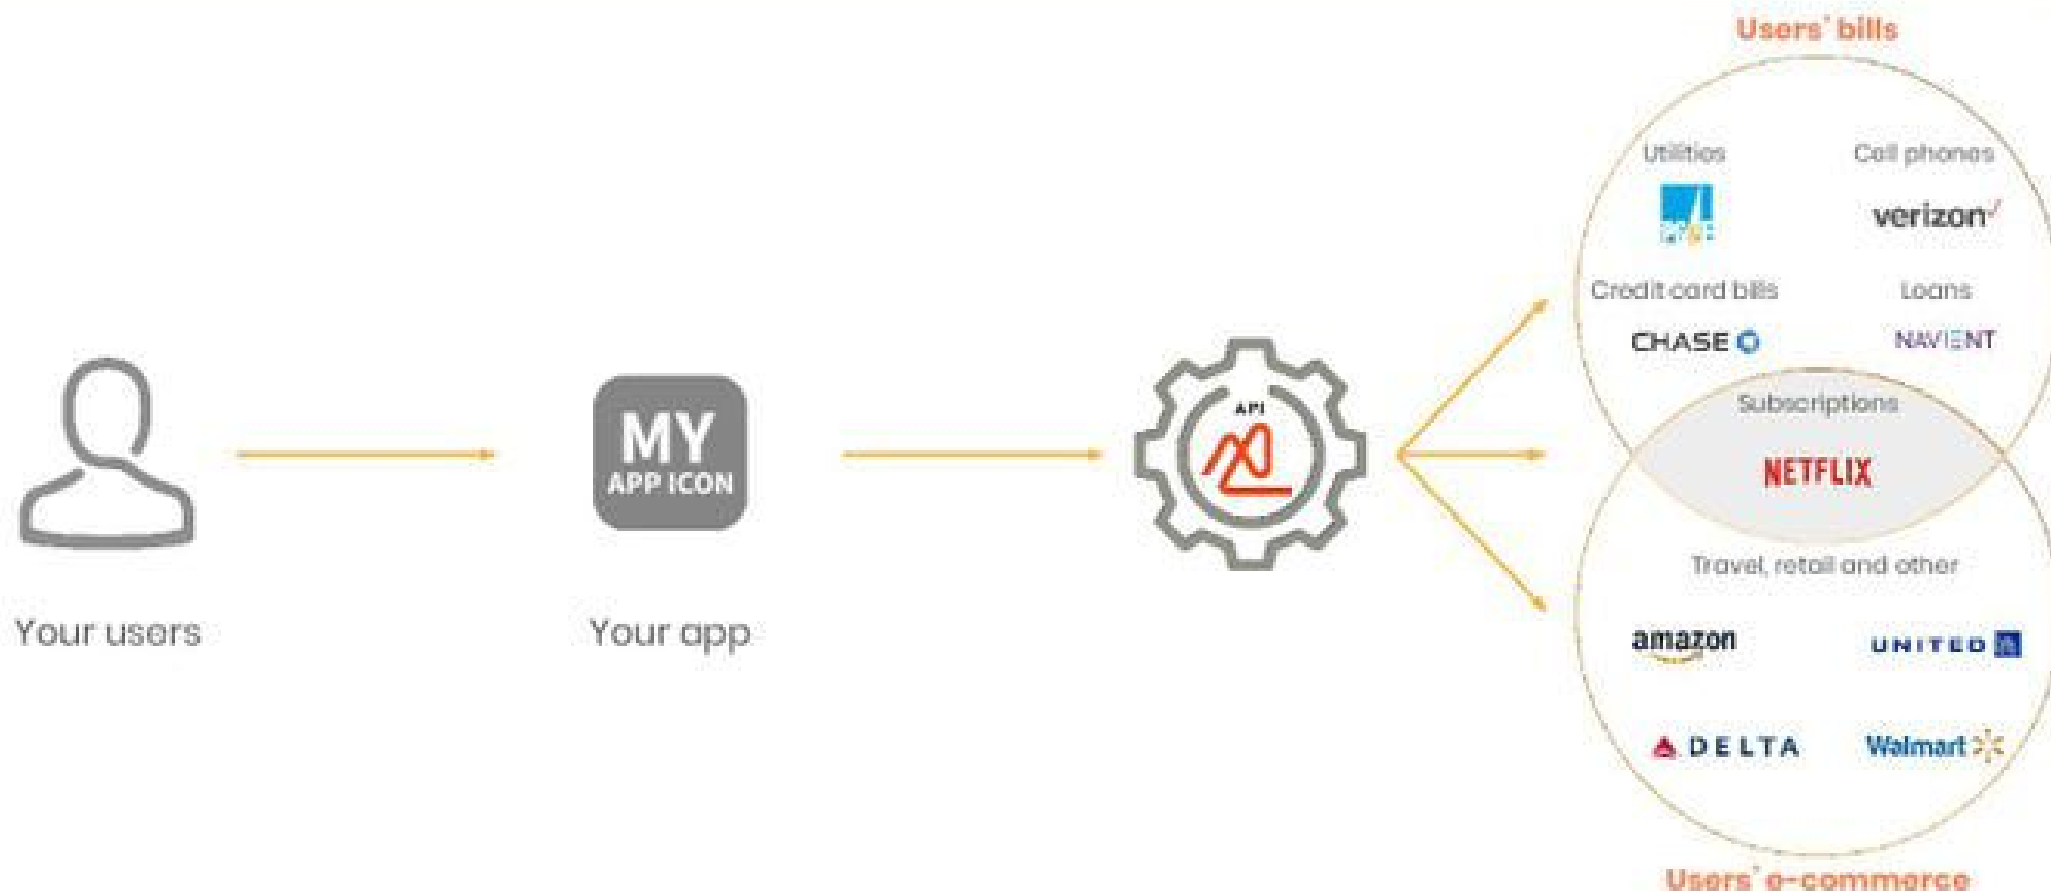 Users' bills
Utilities
Cell phones
verizon
Credit card bills
Loans
CHASE
NAVIENT
Subscriptions
NETFLIX
Travel, retail and other
amazon
UNITED
DELTA
Walmart
Users' e-commerce
API
MY
APP ICON
Your users
Your app